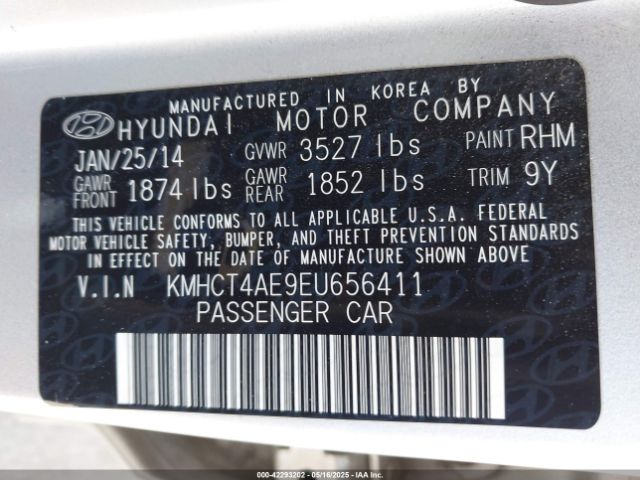 MANUFACTURED IN KOREA BY
HYUNDAI MOTOR COMPANY
JAN/25/14 GVWR 3527 lbs PAINT RHM
GAWR FRONT 1874 lbs GAWR REAR 1852 lbs TRIM 9Y
THIS VEHICLE CONFORMS TO ALL APPLICABLE U.S.A. FEDERAL
MOTOR VEHICLE SAFETY, BUMPER, AND THEFT PREVENTION STANDARDS
IN EFFECT ON THE DATE OF MANUFACTURE SHOWN ABOVE
V.I.N KMHCT4AE9EU656411
PASSENGER CAR
000-42293202 - 05/16/2025 - IAAI.COM